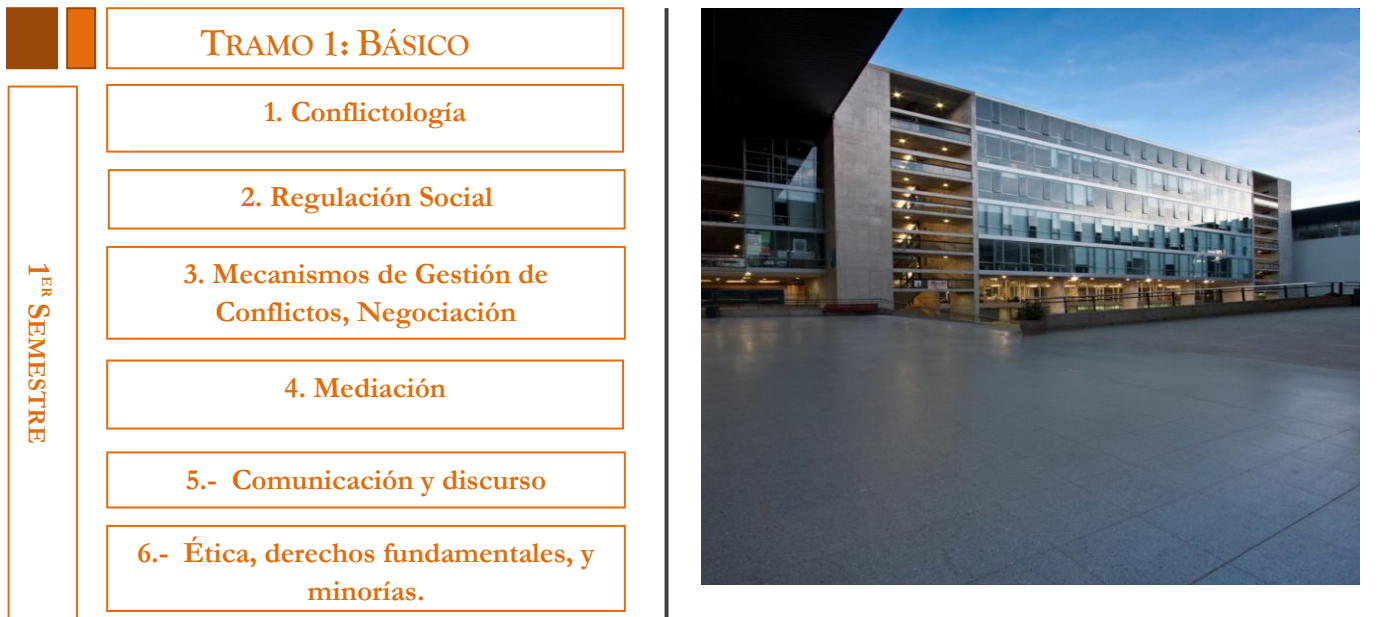 TRAMO 1: BÁSICO
1. Conflictología
2. Regulación Social
3. Mecanismos de Gestión de
Conflictos, Negociación
4. Mediación
5.- Comunicación y discurso
6.- Ética, derechos fundamentales, y
minorías.
1ER SEMESTRE